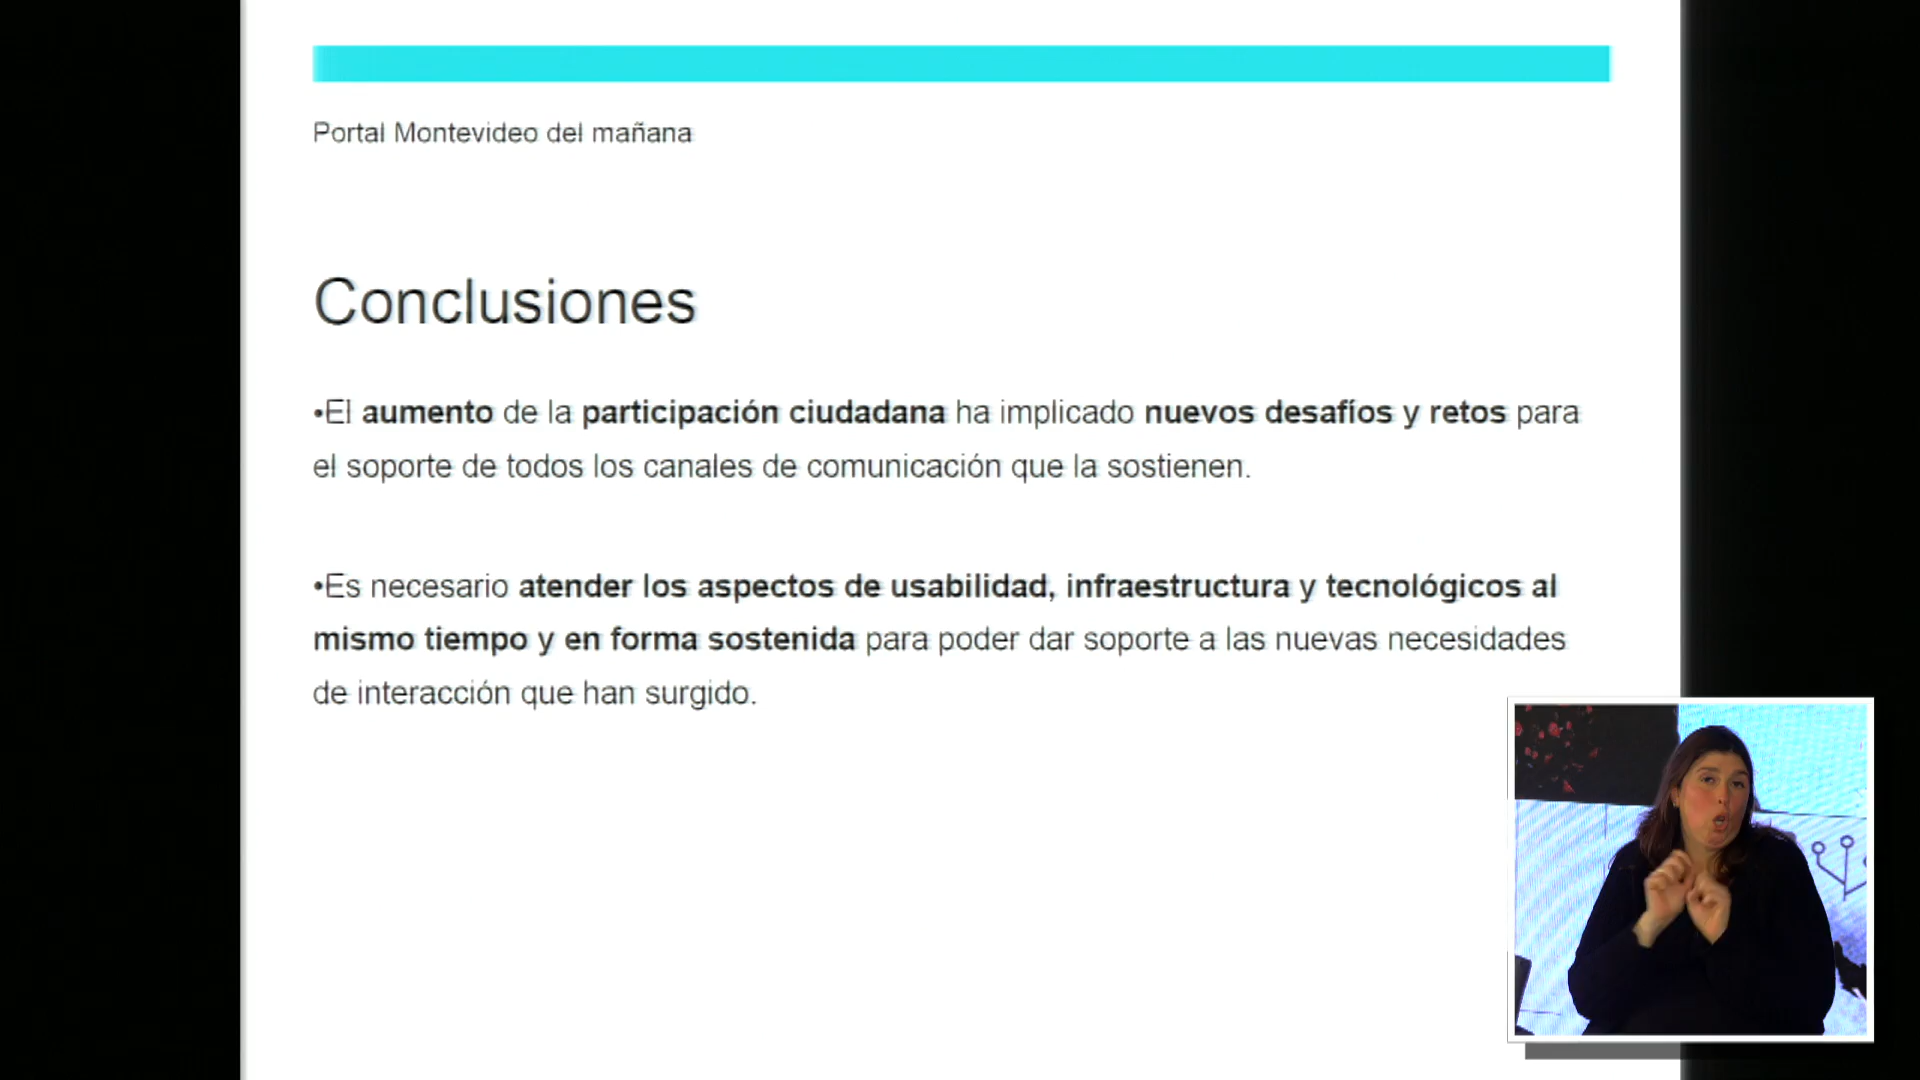 Portal Montevideo del mañana
Conclusiones
•El aumento de la participación ciudadana ha implicado nuevos desafíos y retos para
el soporte de todos los canales de comunicación que la sostienen.
•Es necesario atender los aspectos de usabilidad, infraestructura y tecnológicos al
mismo tiempo y en forma sostenida para poder dar soporte a las nuevas necesidades
de interacción que han surgido.